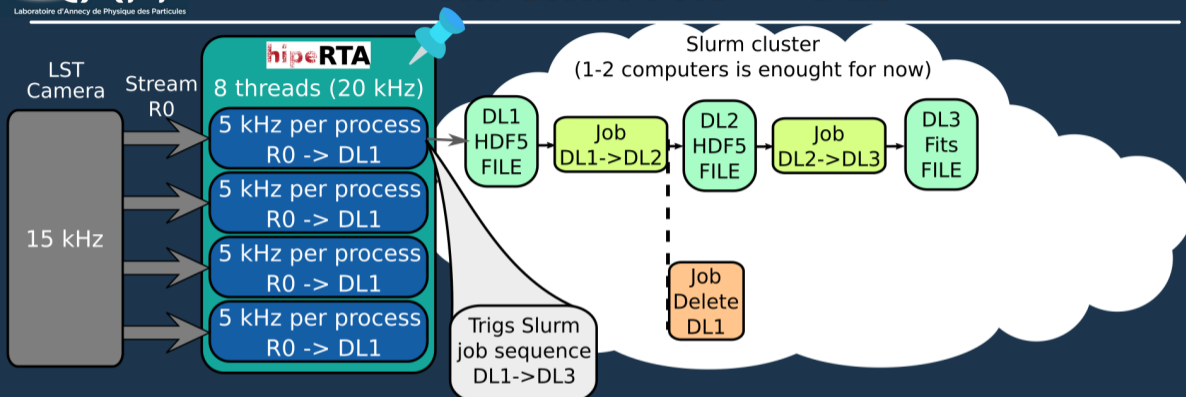 Laboratoire d'Annecy de Physique des Particules
LST
Camera
15 kHz
Stream
R0
hipeRTA
8 threads (20 kHz)
5 kHz per process
R0 -> DL1
5 kHz per process
R0 -> DL1
5 kHz per process
R0 -> DL1
5 kHz per process
R0 -> DL1
Slurm cluster
(1-2 computers is enought for now)
DL1
HDF5
FILE
Job
DL1->DL2
DL2
HDF5
FILE
Job
DL2->DL3
DL3
Fits
FILE
Job
Delete
DL1
Trigs Slurm
job sequence
DL1->DL3